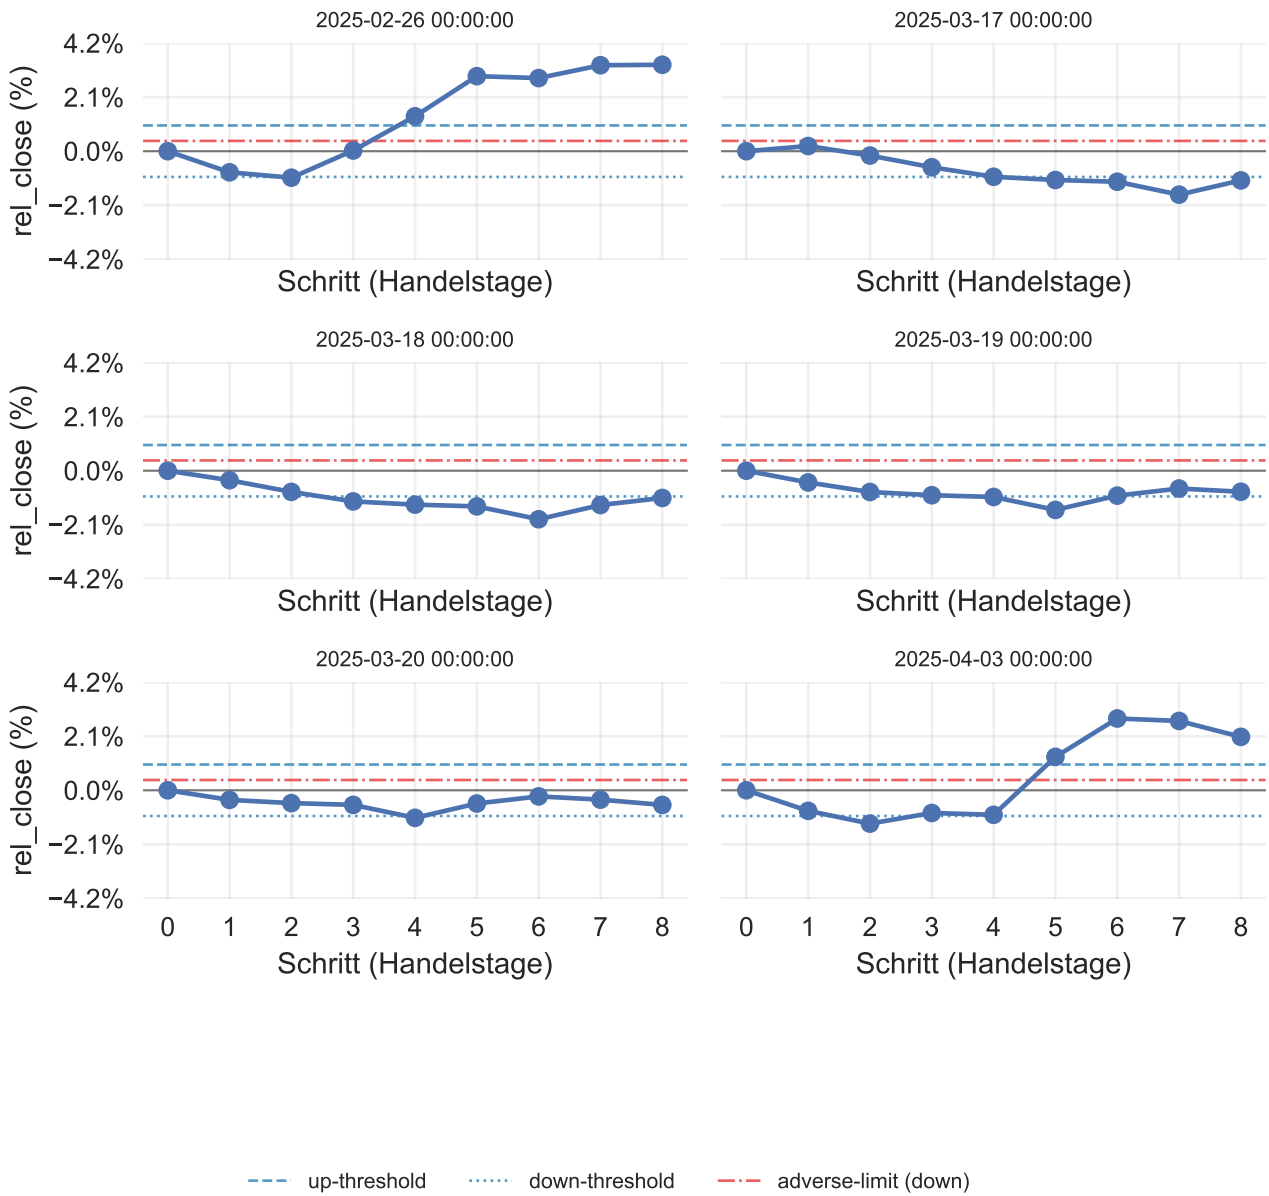 2025-02-26 00:00:00
2025-03-17 00:00:00
rel_close (%)
4.2%
2.1%
0.0%
−2.1%
−4.2%
Schritt (Handelstage)
Schritt (Handelstage)
2025-03-18 00:00:00
2025-03-19 00:00:00
rel_close (%)
4.2%
2.1%
0.0%
−2.1%
−4.2%
Schritt (Handelstage)
Schritt (Handelstage)
2025-03-20 00:00:00
2025-04-03 00:00:00
rel_close (%)
4.2%
2.1%
0.0%
−2.1%
−4.2%
0 1 2 3 4 5 6 7 8
0 1 2 3 4 5 6 7 8
Schritt (Handelstage)
Schritt (Handelstage)
up-threshold down-threshold adverse-limit (down)